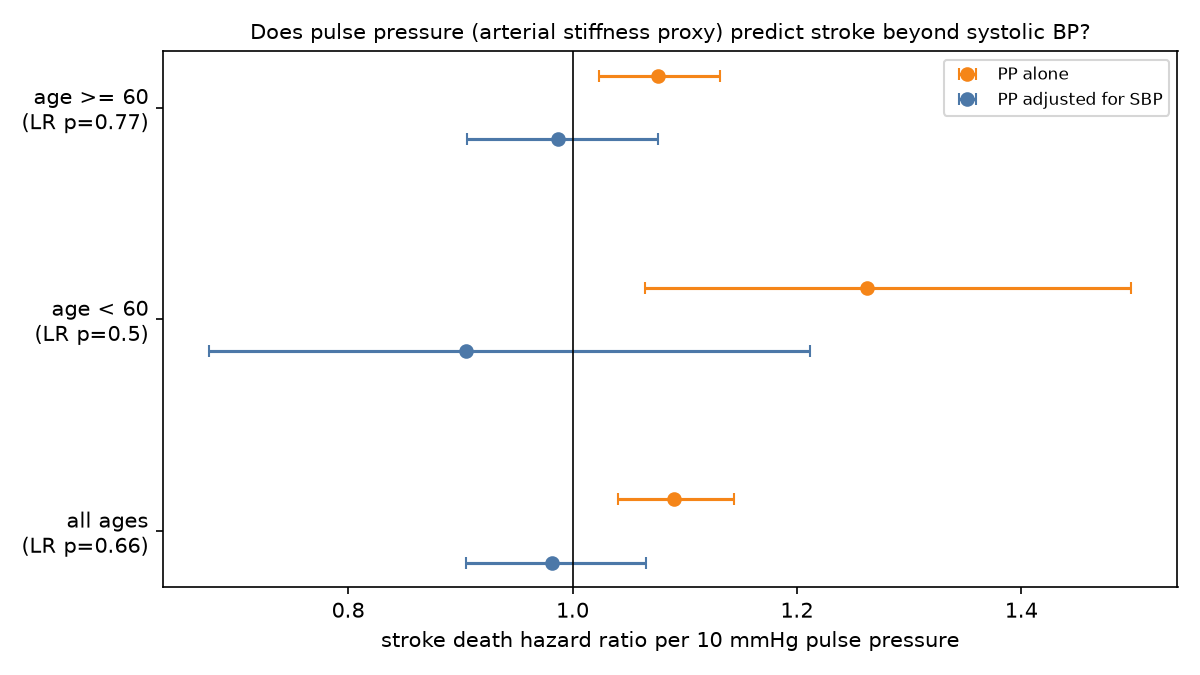 Does pulse pressure (arterial stiffness proxy) predict stroke beyond systolic BP?
PP alone
PP adjusted for SBP
age >= 60
(LR p=0.77)
age < 60
(LR p=0.5)
all ages
(LR p=0.66)
0.8
1.0
1.2
1.4
stroke death hazard ratio per 10 mmHg pulse pressure